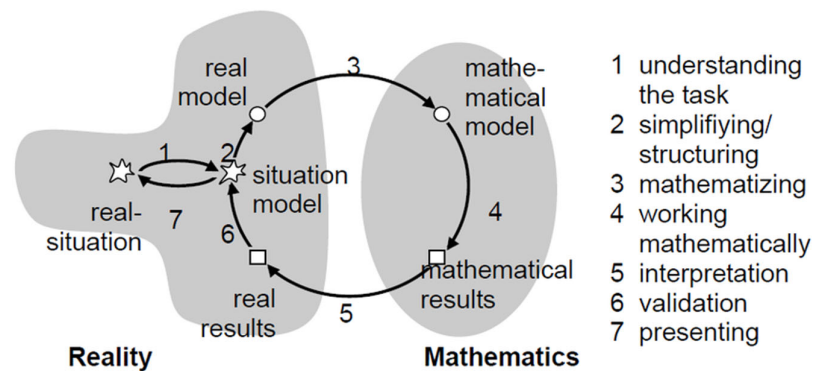 real
model
3
mathe-
matical
model
1
2
situation
model
real-
situation
7
6
4
real
results
5
mathematical
results
Reality
Mathematics
1 understanding
the task
2 simplifiying/
structuring
3 mathematizing
4 working
mathematically
5 interpretation
6 validation
7 presenting